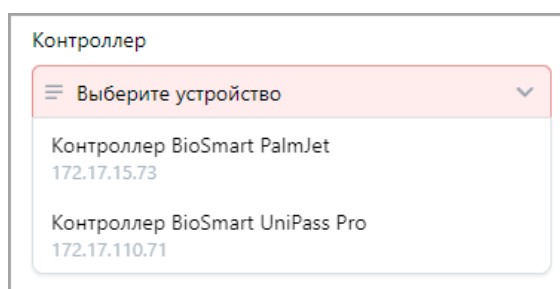 Контроллер
Выберите устройство
Контроллер BioSmart PalmJet
172.17.15.73
Контроллер BioSmart UniPass Pro
172.17.110.71